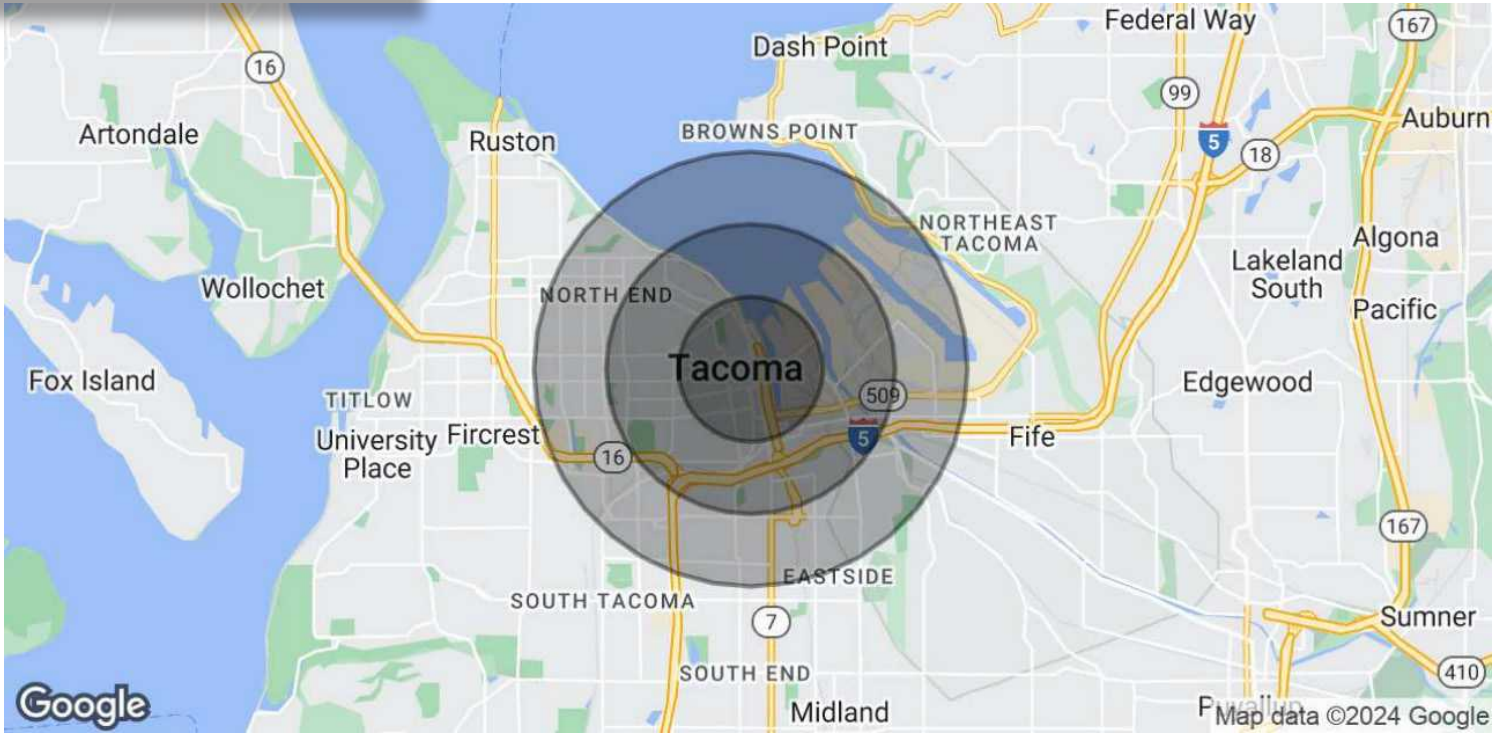 Federal Way
167
Dash Point
16
99
Auburn
Artondale
Ruston
BROWNS POINT
5
18
NORTHEAST
TACOMA
Algona
Lakeland
South
Wollochet
NORTH END
Pacific
Tacoma
Fox Island
Edgewood
TITLOW
509
University
Place
Fircrest
5
Fife
16
167
EASTSIDE
SOUTH TACOMA
7
Sumner
SOUTH END
410
Google
Midland
Map data ©2024 Google